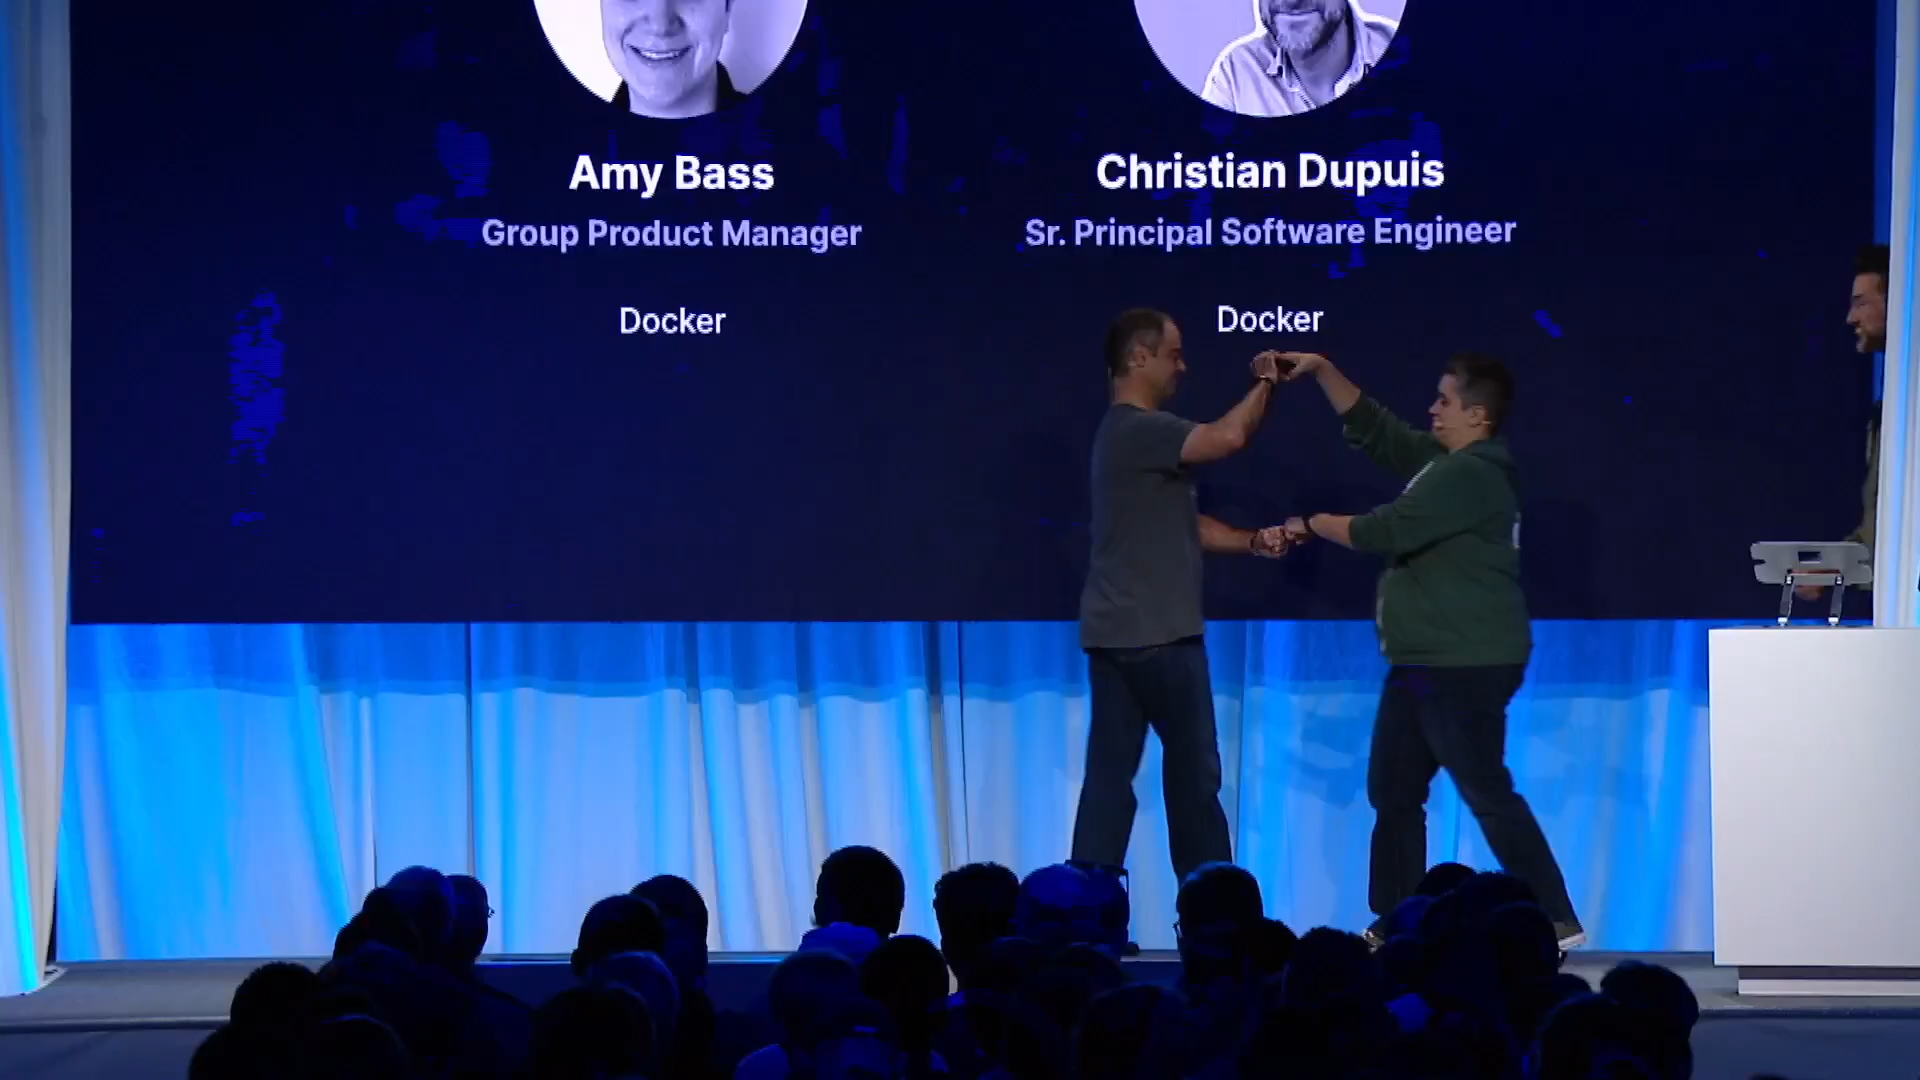 Amy Bass
Group Product Manager
Docker
Christian Dupuis
Sr. Principal Software Engineer
Docker